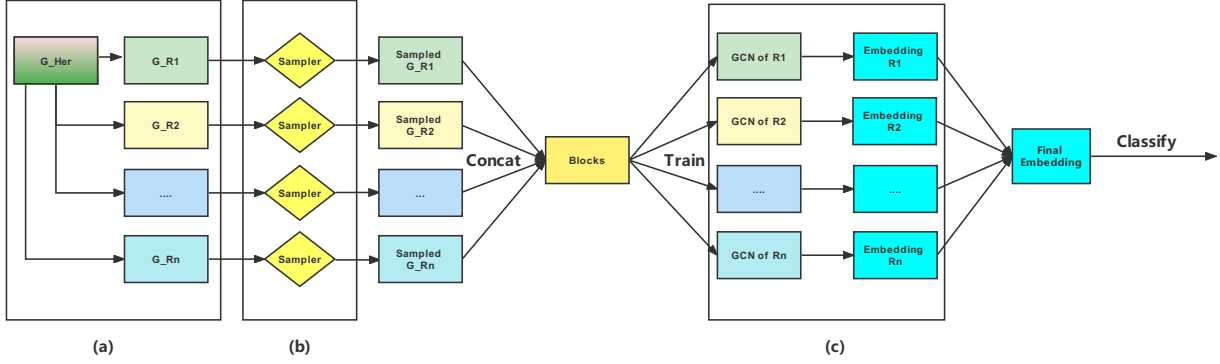 G_Her
G_R1
Sampler
Sampled
G_R1
GCN of R1
Embedding
R1
G_R2
Sampler
Sampled
G_R2
GCN of R2
Embedding
R2
Concat
Blocks
Train
Final
Embedding
Classify
....
Sampler
...
....
....
G_Rn
Sampler
Sampled
G_Rn
GCN of Rn
Embedding
Rn
(a)
(b)
(c)